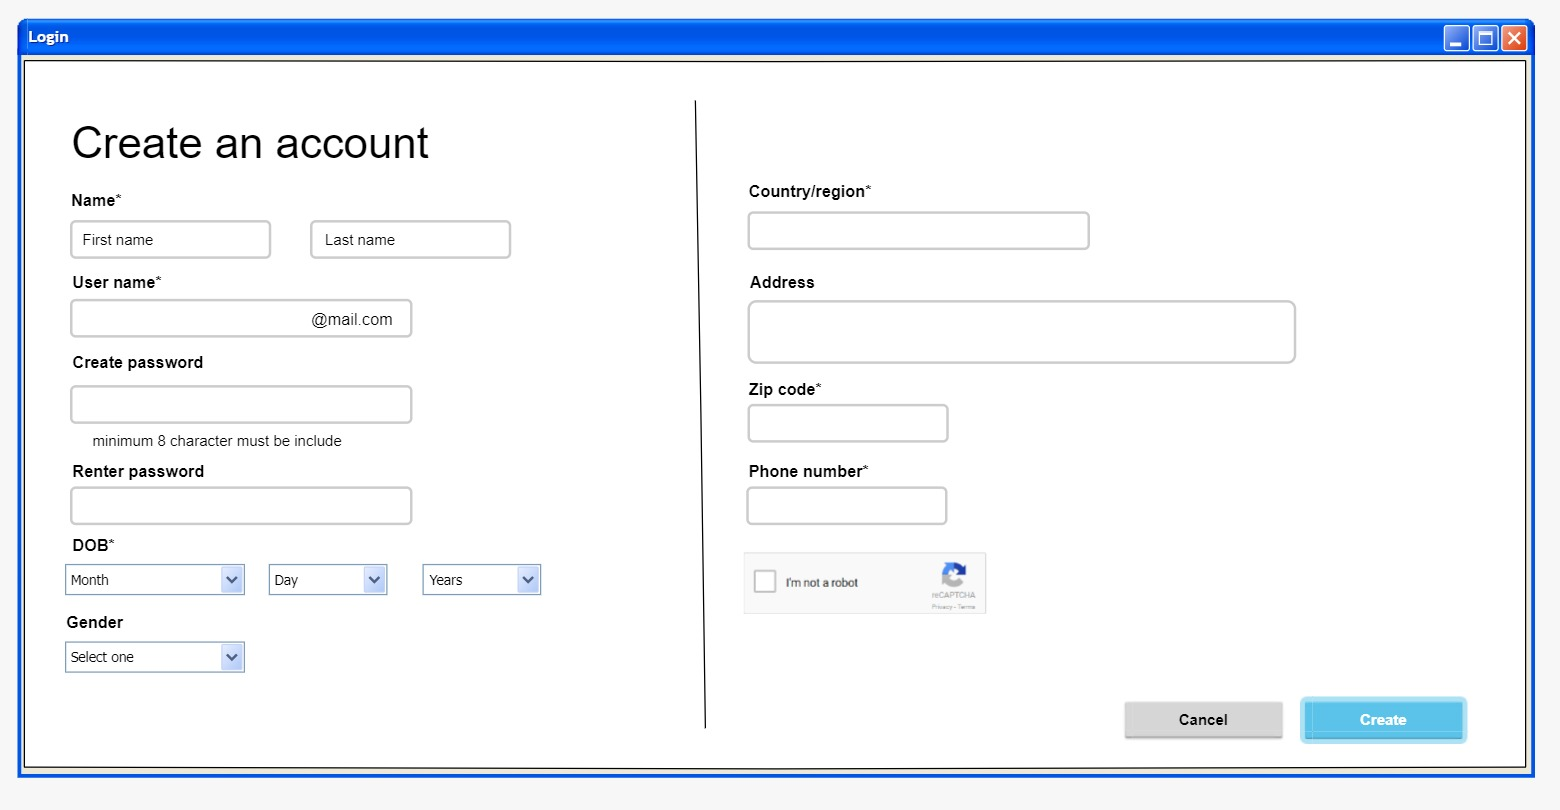 Login
Create an account
Name*
First name
Last name
User name*
@mail.com
Create password
minimum 8 character must be include
Renter password
DOB*
Month
Day
Years
Gender
Select one
Country/region*
Address
Zip code*
Phone number*
I'm not a robot
reCAPTCHA
Privacy - Terms
Cancel
Create